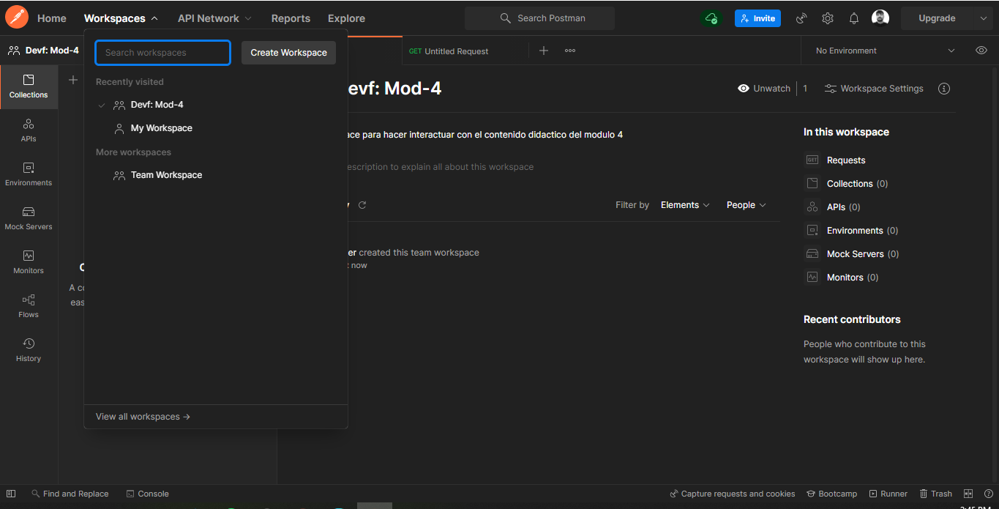 Home
Workspaces
API Network
Reports
Explore
Search Postman
Invite
Upgrade
Devf: Mod-4
Search workspaces
Create Workspace
GET Untitled Request
No Environment
Recently visited
Devf: Mod-4
My Workspace
More workspaces
Team Workspace
View all workspaces →
Collections
APIs
Environments
Mock Servers
Monitors
Flows
History
evf: Mod-4
Unwatch 1
Workspace Settings
para hacer interactuar con el contenido didactico del modulo 4
to explain all about this workspace
Filter by Elements People
created this team workspace
now
In this workspace
GET Requests
Collections (0)
APIs (0)
Environments (0)
Mock Servers (0)
Monitors (0)
Recent contributors
People who contribute to this
workspace will show up here.
Find and Replace
Console
Capture requests and cookies
Bootcamp
Runner
Trash